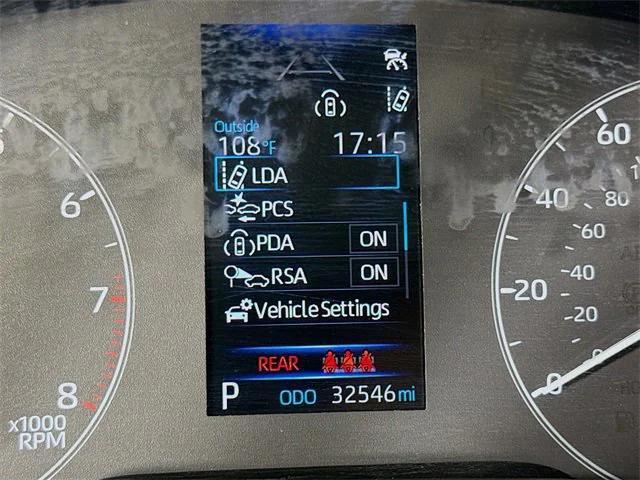 Outside
108°F 17:15
LDA
PCS
PDA ON
RSA ON
Vehicle Settings
REAR
P ODO 32546 mi
6
7
8
x1000
RPM
60
40
20
0
80
60
40
20
0